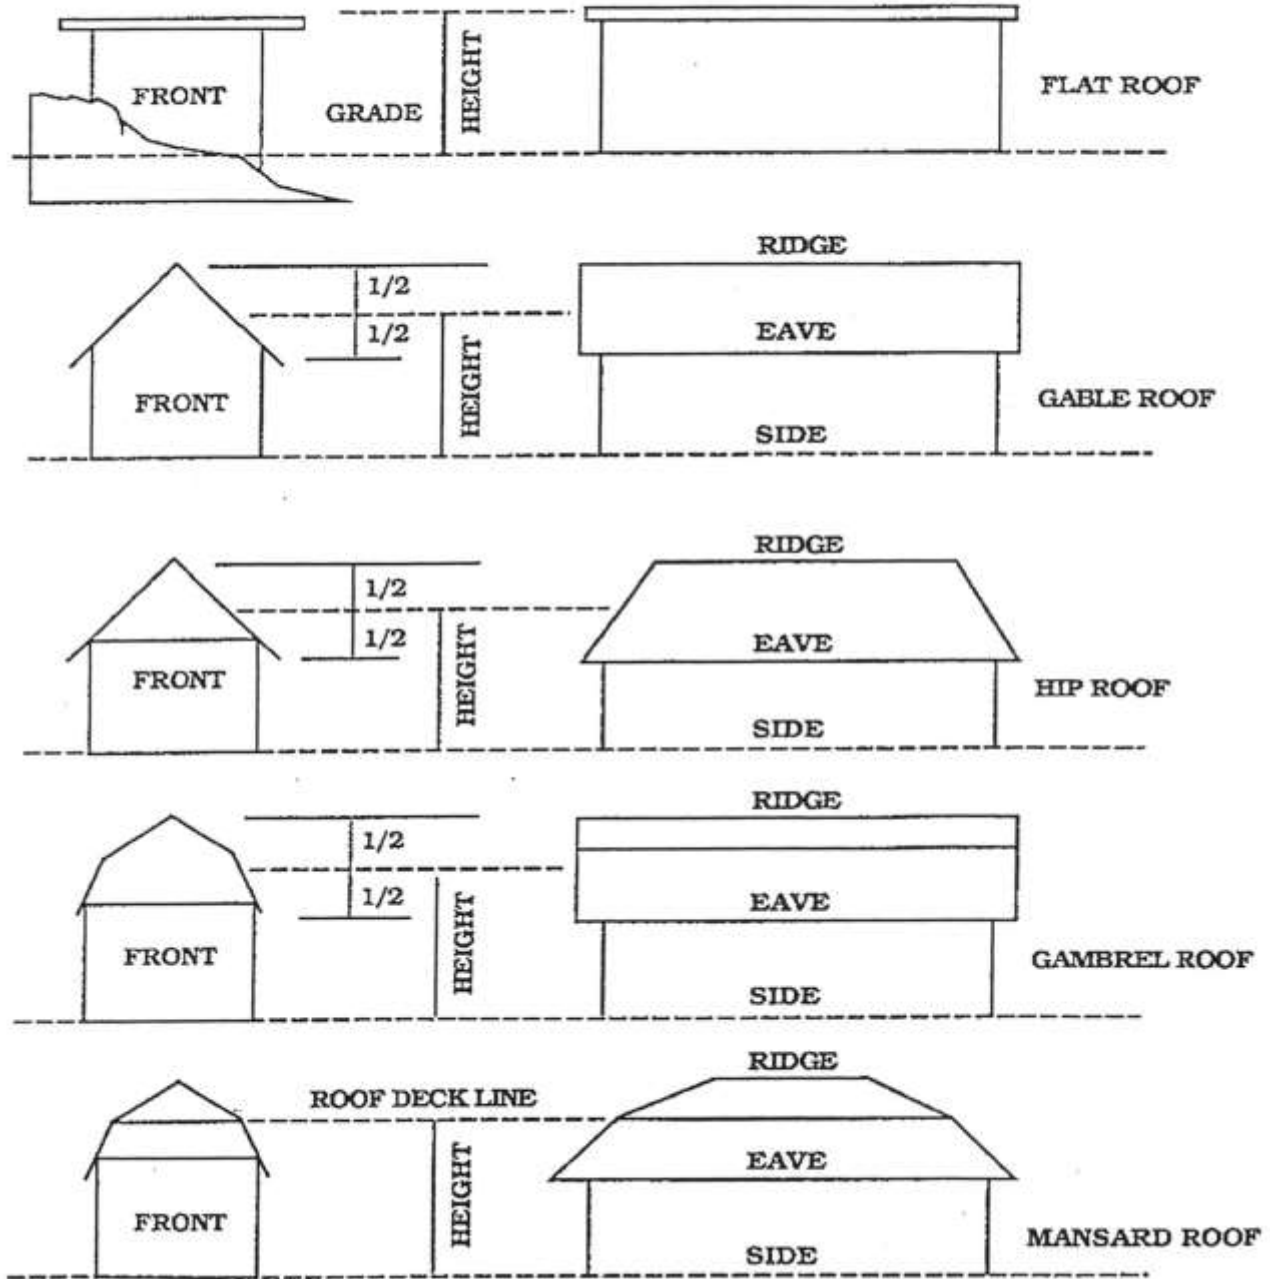 FRONT
GRADE
HEIGHT
FLAT ROOF
RIDGE
1/2
1/2
EAVE
HEIGHT
FRONT
GABLE ROOF
SIDE
RIDGE
1/2
1/2
EAVE
HEIGHT
FRONT
HIP ROOF
SIDE
RIDGE
1/2
1/2
EAVE
HEIGHT
FRONT
GAMBREL ROOF
SIDE
RIDGE
ROOF DECK LINE
EAVE
HEIGHT
FRONT
MANSARD ROOF
SIDE